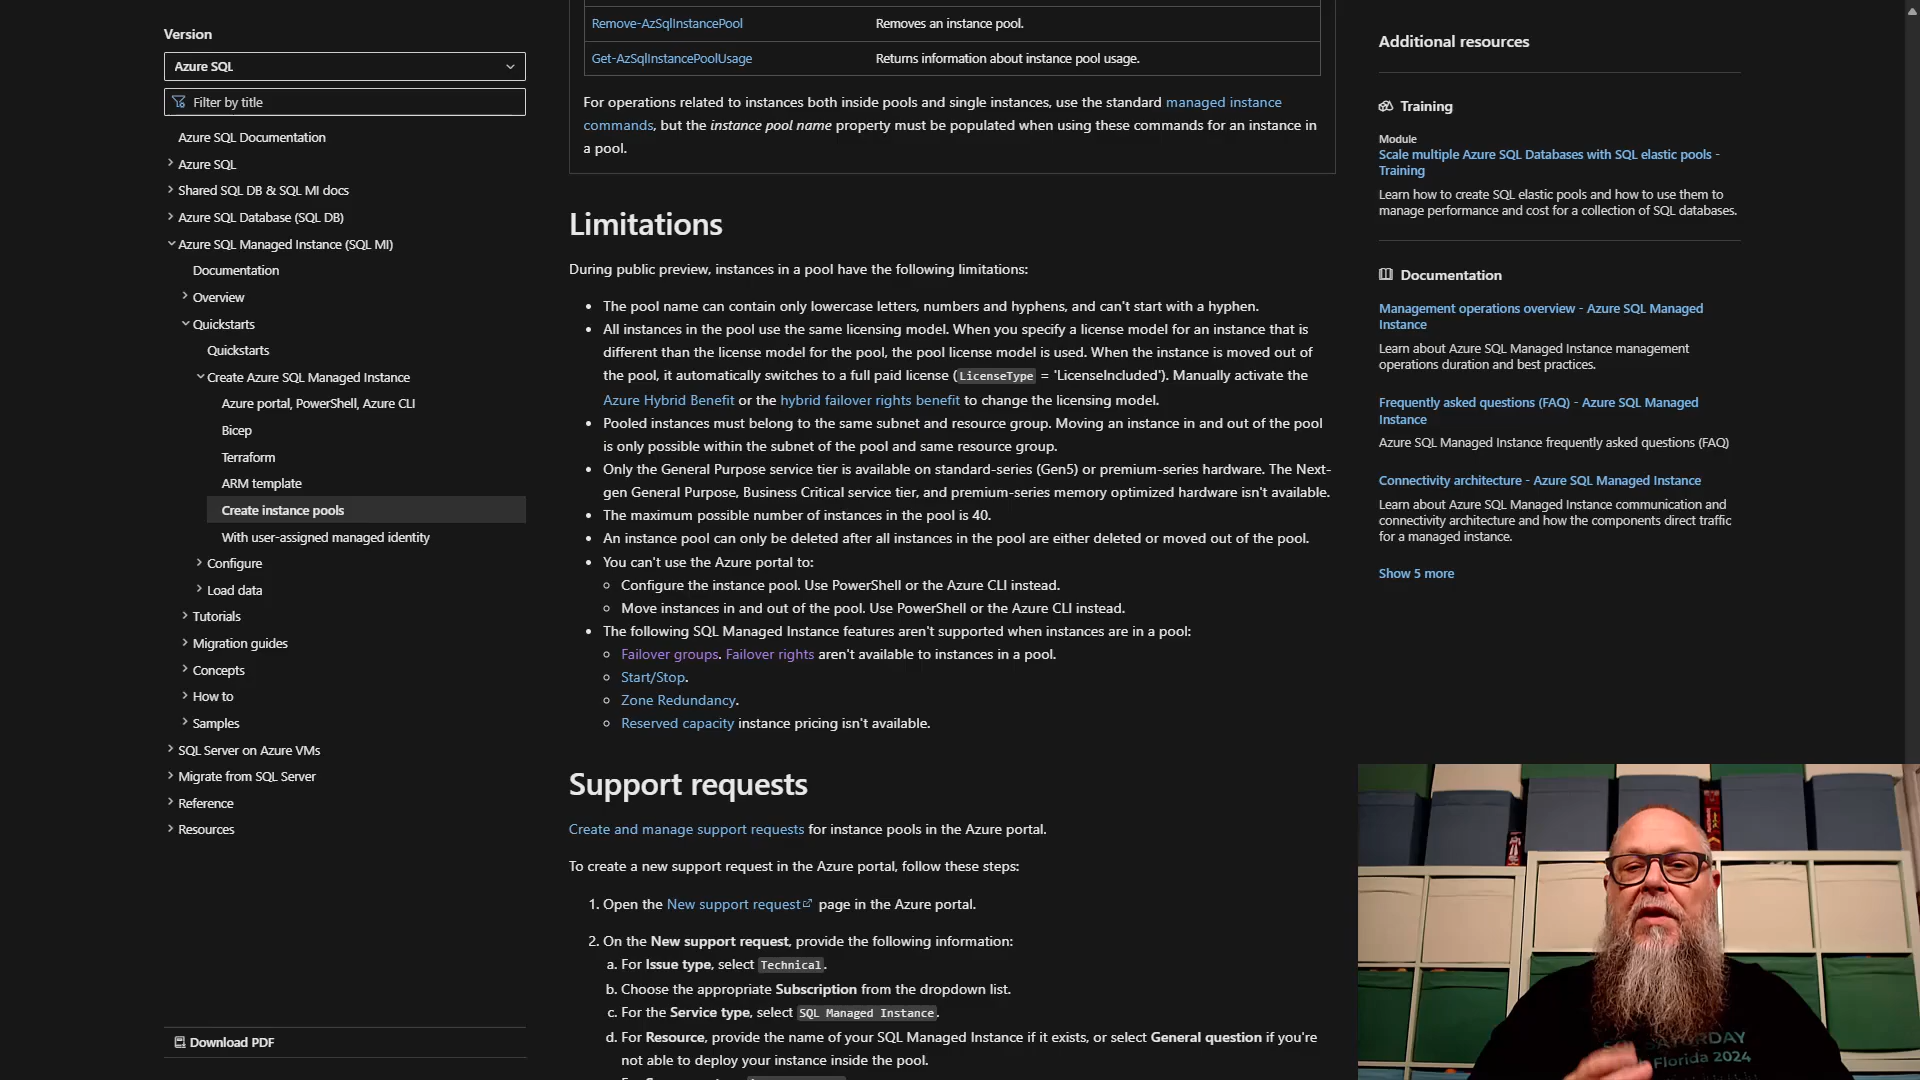 Version
Azure SQL
Filter by title
Azure SQL Documentation
Azure SQL
Shared SQL DB & SQL MI docs
Azure SQL Database (SQL DB)
Azure SQL Managed Instance (SQL MI)
Documentation
Overview
Quickstarts
Quickstarts
Create Azure SQL Managed Instance
Azure portal, PowerShell, Azure CLI
Bicep
Terraform
ARM template
Create instance pools
With user-assigned managed identity
Configure
Load data
Tutorials
Migration guides
Concepts
How to
Samples
SQL Server on Azure VMs
Migrate from SQL Server
Reference
Resources
Download PDF
Remove-AzSqlInstancePool Removes an instance pool.
Get-AzSqlInstancePoolUsage Returns information about instance pool usage.
For operations related to instances both inside pools and single instances, use the standard managed instance
commands, but the instance pool name property must be populated when using these commands for an instance in
a pool.
Limitations
During public preview, instances in a pool have the following limitations:
• The pool name can contain only lowercase letters, numbers and hyphens, and can't start with a hyphen.
• All instances in the pool use the same licensing model. When you specify a license model for an instance that is
different than the license model for the pool, the pool license model is used. When the instance is moved out of
the pool, it automatically switches to a full paid license (LicenseType = 'LicenseIncluded'). Manually activate the
Azure Hybrid Benefit or the hybrid failover rights benefit to change the licensing model.
• Pooled instances must belong to the same subnet and resource group. Moving an instance in and out of the pool
is only possible within the subnet of the pool and same resource group.
• Only the General Purpose service tier is available on standard-series (Gen5) or premium-series hardware. The Next-
gen General Purpose, Business Critical service tier, and premium-series memory optimized hardware isn't available.
• The maximum possible number of instances in the pool is 40.
• An instance pool can only be deleted after all instances in the pool are either deleted or moved out of the pool.
• You can't use the Azure portal to:
◦ Configure the instance pool. Use PowerShell or the Azure CLI instead.
◦ Move instances in and out of the pool. Use PowerShell or the Azure CLI instead.
• The following SQL Managed Instance features aren't supported when instances are in a pool:
◦ Failover groups. Failover rights aren't available to instances in a pool.
◦ Start/Stop.
◦ Zone Redundancy.
◦ Reserved capacity instance pricing isn't available.
Support requests
Create and manage support requests for instance pools in the Azure portal.
To create a new support request in the Azure portal, follow these steps:
1. Open the New support request page in the Azure portal.
2. On the New support request, provide the following information:
a. For Issue type, select Technical.
b. Choose the appropriate Subscription from the dropdown list.
c. For the Service type, select SQL Managed Instance.
d. For Resource, provide the name of your SQL Managed Instance if it exists, or select General question if you're
not able to deploy your instance inside the pool.
Additional resources
Training
Module
Scale multiple Azure SQL Databases with SQL elastic pools -
Training
Learn how to create SQL elastic pools and how to use them to
manage performance and cost for a collection of SQL databases.
Documentation
Management operations overview - Azure SQL Managed
Instance
Learn about Azure SQL Managed Instance management
operations duration and best practices.
Frequently asked questions (FAQ) - Azure SQL Managed
Instance
Azure SQL Managed Instance frequently asked questions (FAQ)
Connectivity architecture - Azure SQL Managed Instance
Learn about Azure SQL Managed Instance communication and
connectivity architecture and how the components direct traffic
for a managed instance.
Show 5 more
Florida 2024